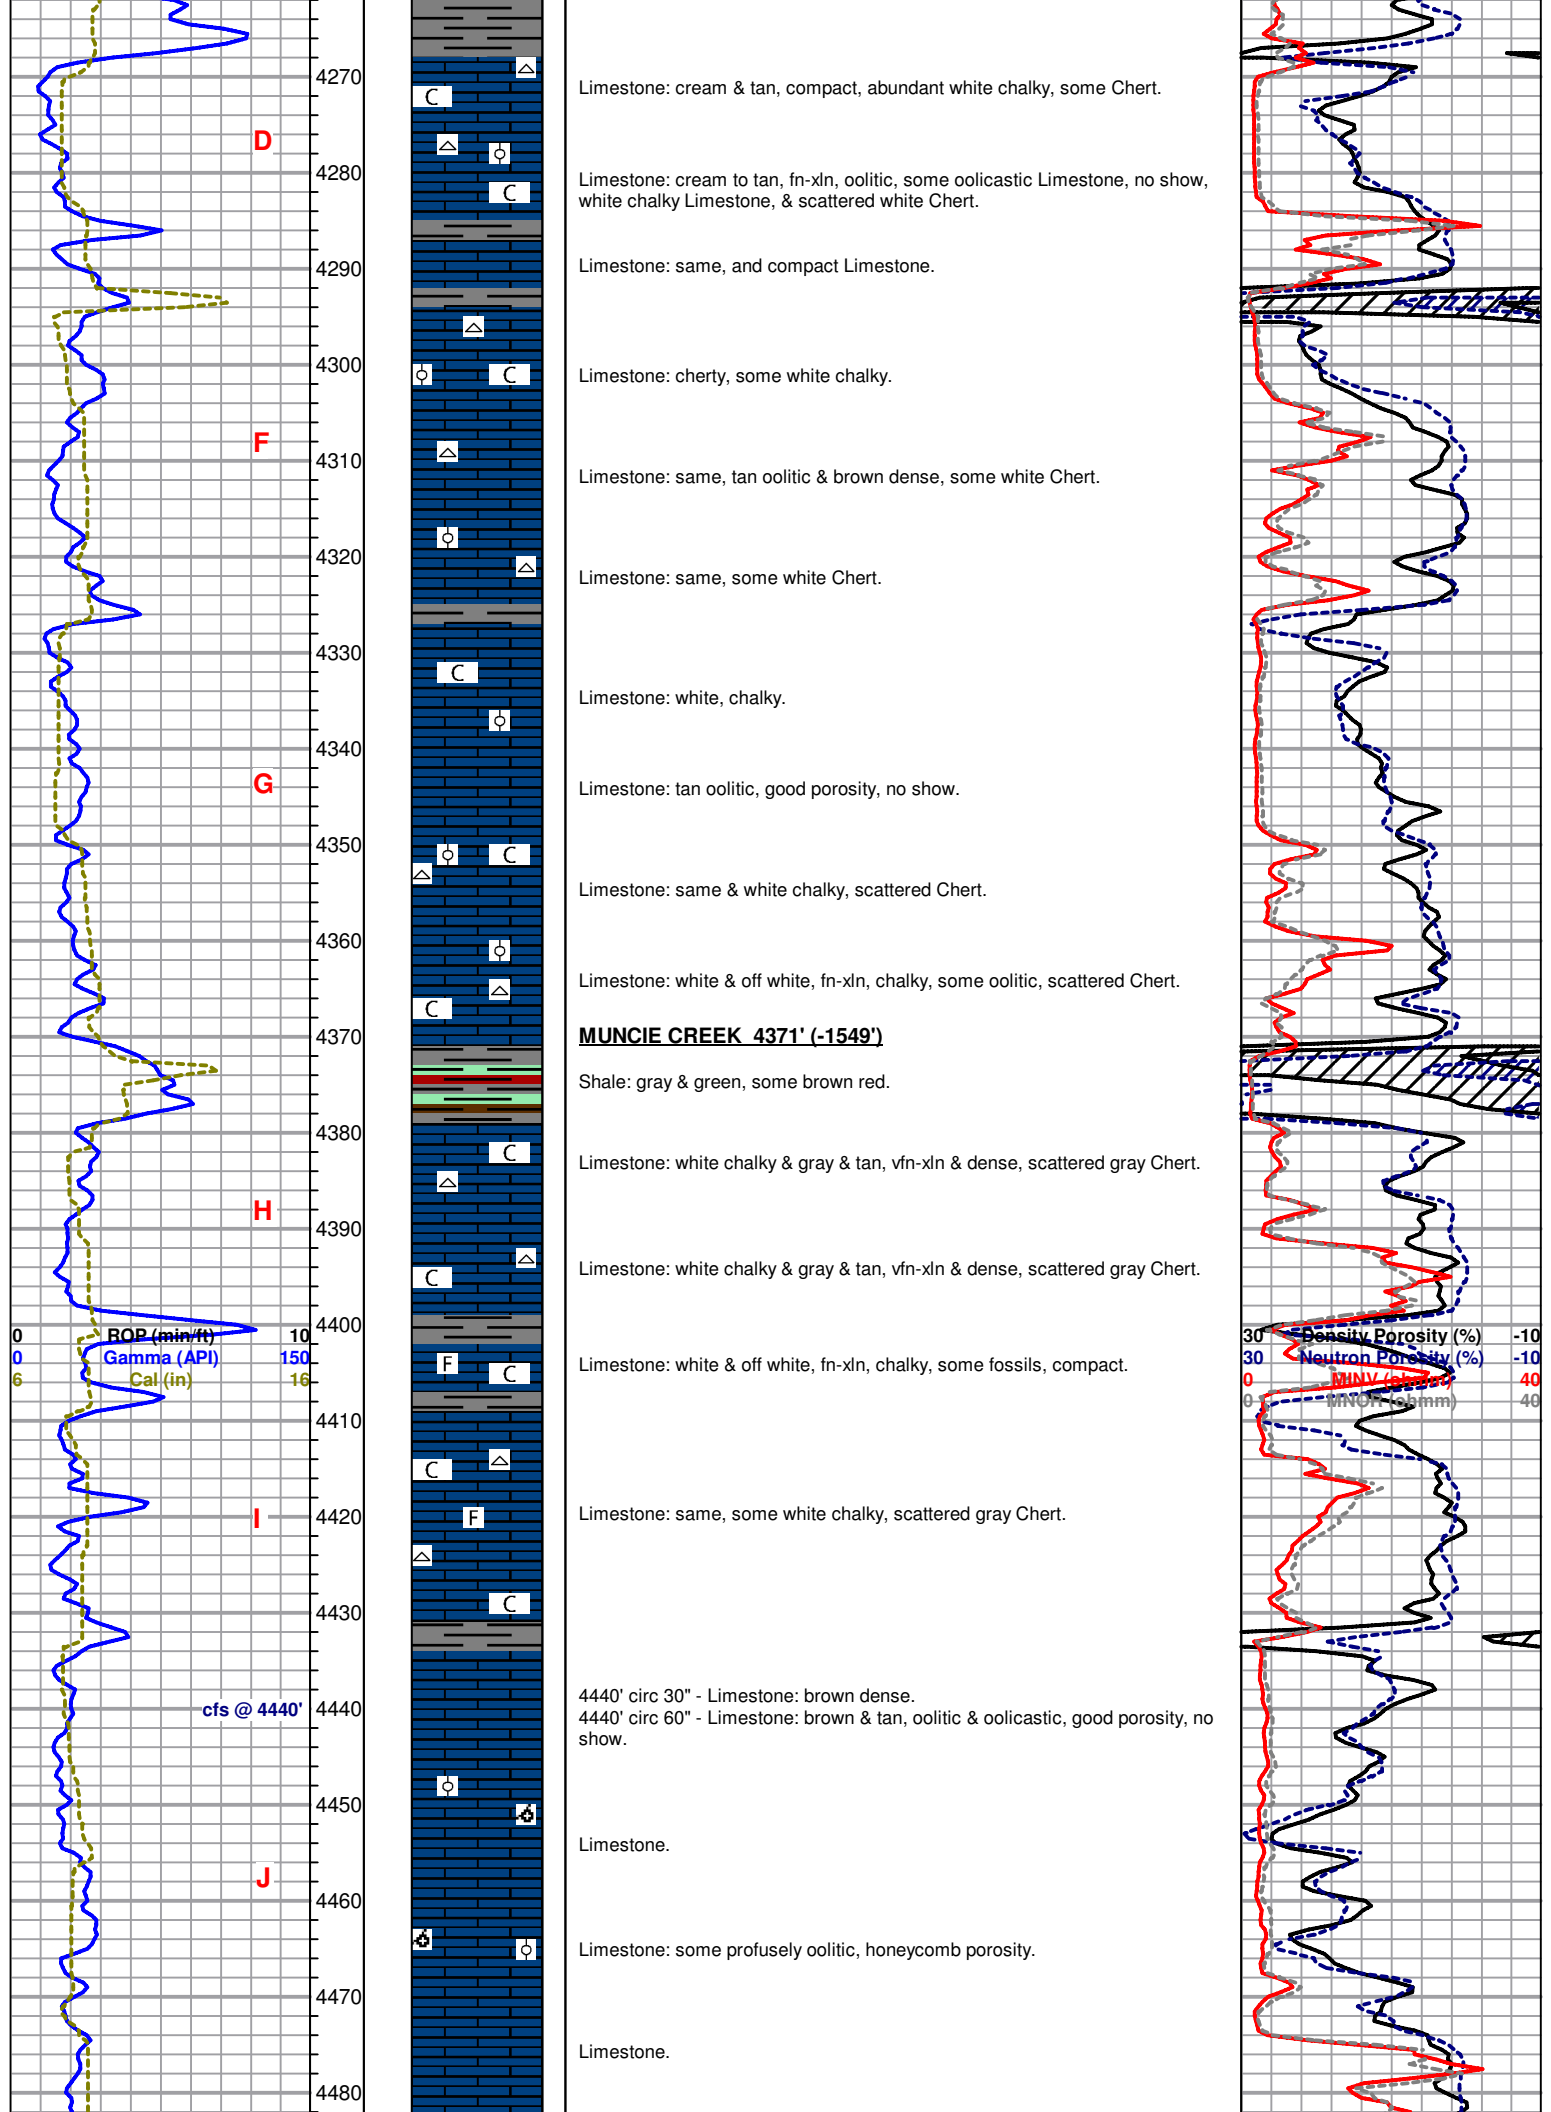 4270
C
Limestone: cream & tan, compact, abundant white chalky, some Chert.
D
4280
C
Limestone: cream to tan, fn-xln, oolitic, some oolicastic Limestone, no show,
white chalky Limestone, & scattered white Chert.
4290
Limestone: same, and compact Limestone.
4300
C
Limestone: cherty, some white chalky.
F
4310
Limestone: same, tan oolitic & brown dense, some white Chert.
4320
Limestone: same, some white Chert.
4330
C
Limestone: white, chalky.
4340
G
Limestone: tan oolitic, good porosity, no show.
4350
C
Limestone: same & white chalky, scattered Chert.
4360
Limestone: white & off white, fn-xln, chalky, some oolitic, scattered Chert.
C
4370
MUNCIE CREEK 4371' (-1549')
Shale: gray & green, some brown red.
4380
C
Limestone: white chalky & gray & tan, vfn-xln & dense, scattered gray Chert.
H
4390
C
Limestone: white chalky & gray & tan, vfn-xln & dense, scattered gray Chert.
4400
0 ROP (min/ft) 10
0 Gamma (API) 150
6 Cal (in) 16
F
C
Limestone: white & off white, fn-xln, chalky, some fossils, compact.
30 Density Porosity (%) -10
30 Neutron Porosity (%) -10
0 MINV (ohmm) 40
0 MNOR (ohmm) 40
4410
C
I
4420
F
Limestone: same, some white chalky, scattered gray Chert.
C
4430
cfs @ 4440'
4440
4440' circ 30" - Limestone: brown dense.
4440' circ 60" - Limestone: brown & tan, oolitic & oolicastic, good porosity, no
show.
4450
Limestone.
J
4460
Limestone: some profusely oolitic, honeycomb porosity.
4470
Limestone.
4480